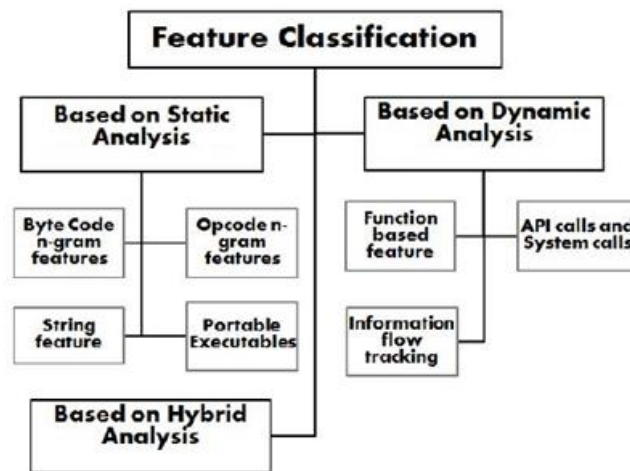 Feature Classification
Based on Static
Analysis
Based on Dynamic
Analysis
Byte Code
n-gram
features
Opcode n-
gram
features
Function
based
feature
API calls and
System calls
String
feature
Portable
Executables
Information
flow
tracking
Based on Hybrid
Analysis